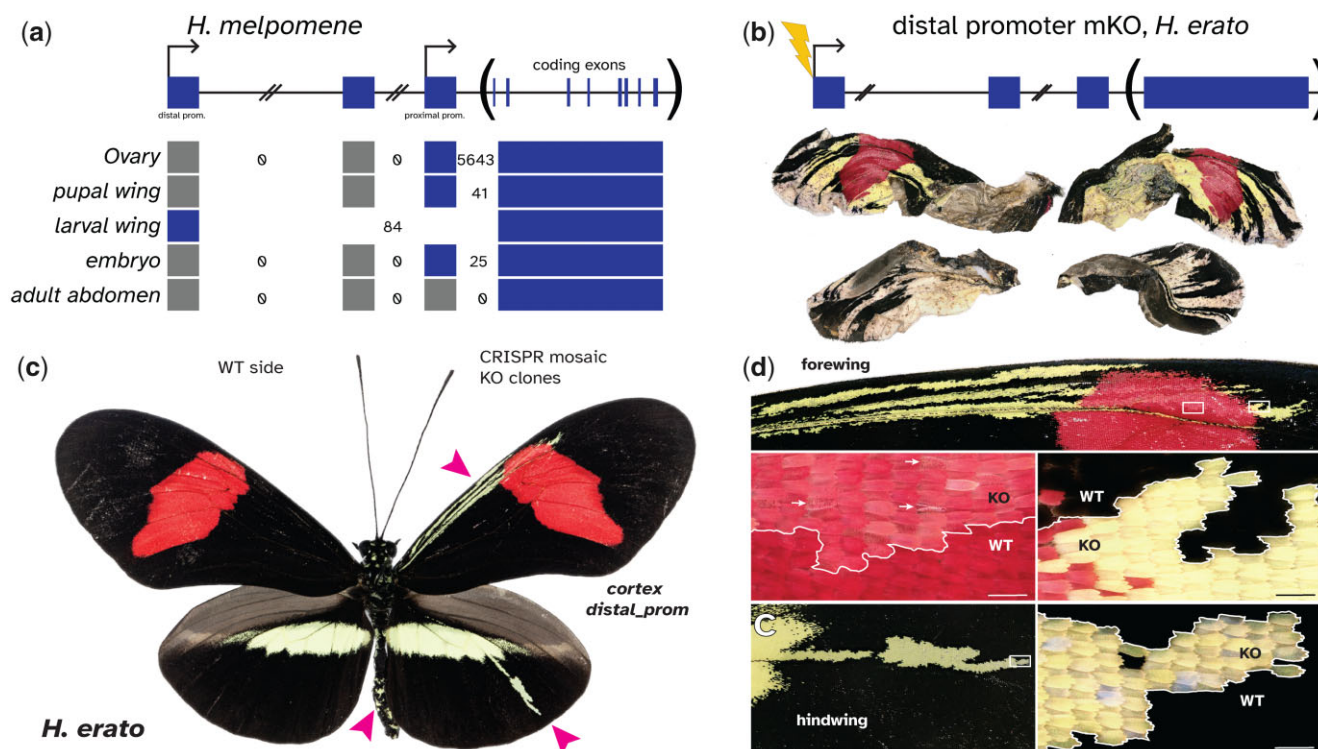 (a)
H. melpomene
coding exons
distal prom.
proximal prom.
Ovary 0 0 5643
pupal wing 41
larval wing 84
embryo 0 0 25
adult abdomen 0 0 0
(b)
distal promoter mKO, H. erato
(c)
WT side
CRISPR mosaic
KO clones
cortex
distal_prom
H. erato
(d)
forewing
KO
WT
WT
KO
C
hindwing
KO
WT